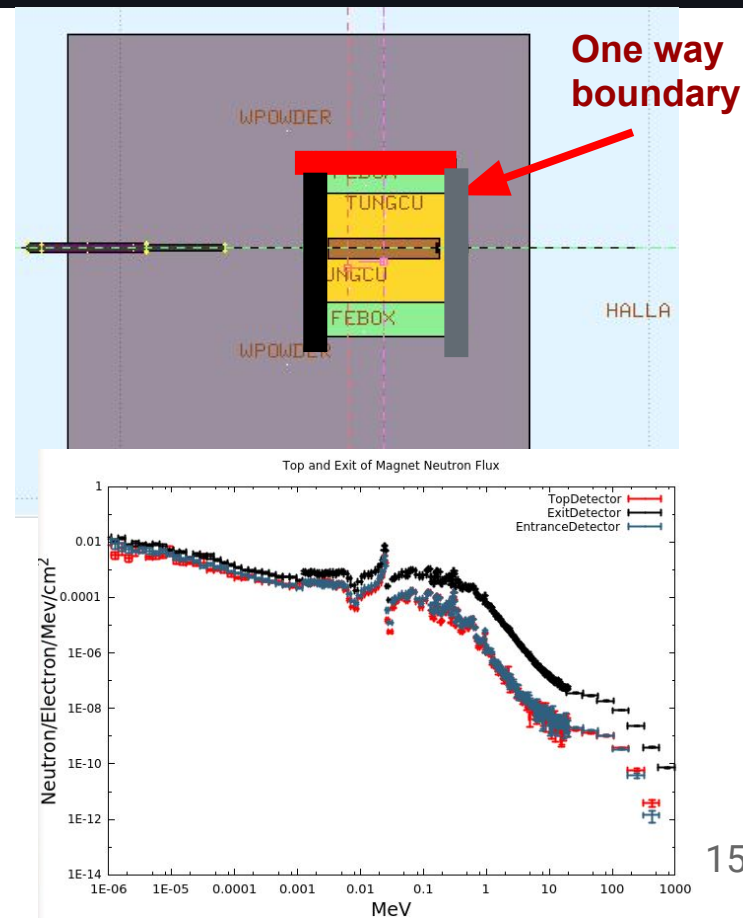 One way
boundary
WPOWDER
FEBOX
TUNGCU
UNGCU
FEBOX
HALLA
WPOWDER
Top and Exit of Magnet Neutron Flux
TopDetector
ExitDetector
EntranceDetector
Neutron/Electron/Mev/cm²
1
0.01
0.0001
1E-06
1E-08
1E-10
1E-12
1E-14
1E-06 1E-05 0.0001 0.001 0.01 0.1 1 10 100 1000
MeV
15